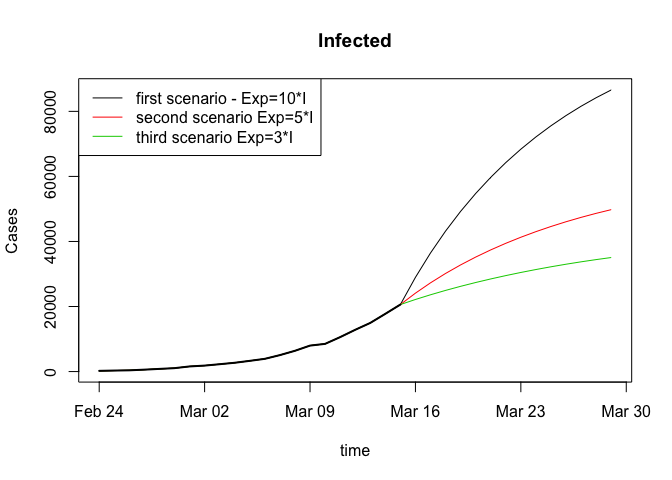 Infected
first scenario - Exp=10*I
second scenario Exp=5*I
third scenario Exp=3*I
Cases
80000
60000
40000
20000
0
Feb 24 Mar 02 Mar 09 Mar 16 Mar 23 Mar 30
time